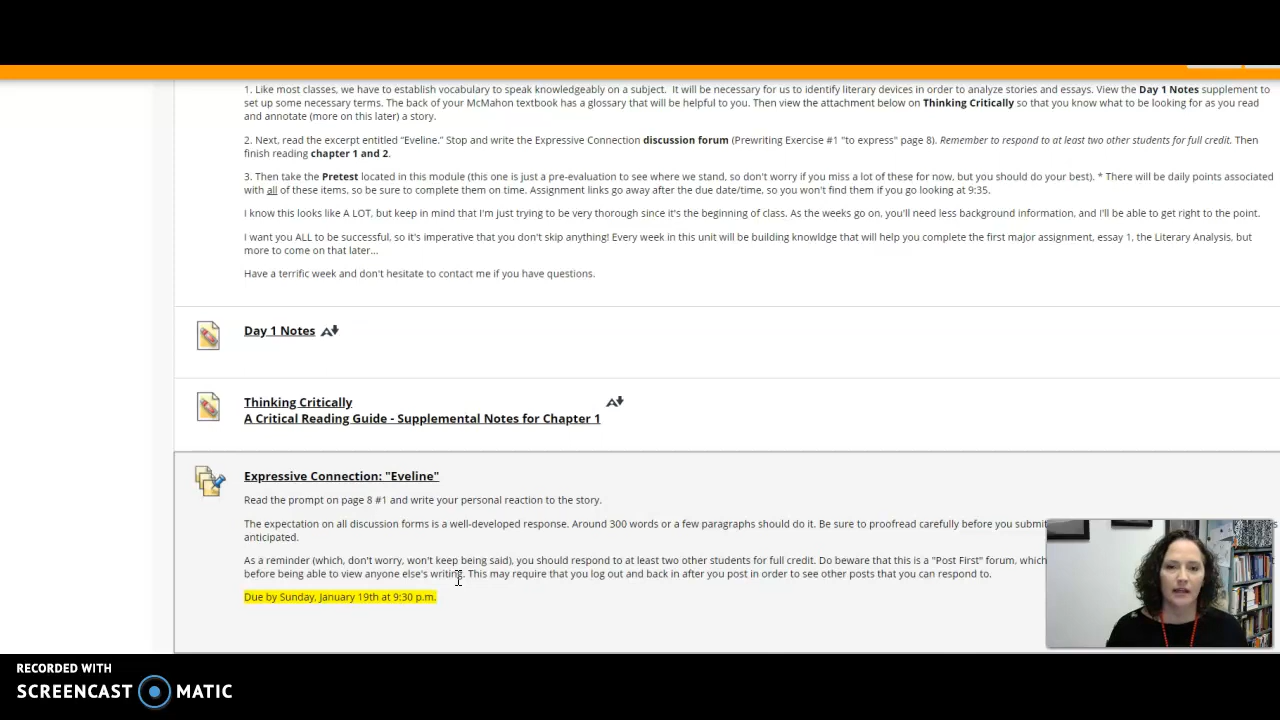 1. Like most classes, we have to establish vocabulary to speak knowledgeably on a subject.  It will be necessary for us to identify literary devices in order to analyze stories and essays. View the Day 1 Notes supplement to
set up some necessary terms. The back of your McMahon textbook has a glossary that will be helpful to you. Then view the attachment below on Thinking Critically so that you know what to be looking for as you read
and annotate (more on this later) a story.
2. Next, read the excerpt entitled “Eveline.” Stop and write the Expressive Connection discussion forum (Prewriting Exercise #1 "to express" page 8). Remember to respond to at least two other students for full credit. Then
finish reading chapter 1 and 2.
3. Then take the Pretest located in this module (this one is just a pre-evaluation to see where we stand, so don't worry if you miss a lot of these for now, but you should do your best). * There will be daily points associated
with all of these items, so be sure to complete them on time. Assignment links go away after the due date/time, so you won't find them if you go looking at 9:35.
I know this looks like A LOT, but keep in mind that I'm just trying to be very thorough since it's the beginning of class. As the weeks go on, you'll need less background information, and I'll be able to get right to the point.
I want you ALL to be successful, so it's imperative that you don't skip anything! Every week in this unit will be building knowldge that will help you complete the first major assignment, essay 1, the Literary Analysis, but
more to come on that later...
Have a terrific week and don't hesitate to contact me if you have questions.
Day 1 Notes
Thinking Critically
A Critical Reading Guide - Supplemental Notes for Chapter 1
Expressive Connection: "Eveline"
Read the prompt on page 8 #1 and write your personal reaction to the story.
The expectation on all discussion forms is a well-developed response. Around 300 words or a few paragraphs should do it. Be sure to proofread carefully before you submit
anticipated.
As a reminder (which, don't worry, won't keep being said), you should respond to at least two other students for full credit. Do beware that this is a "Post First" forum, which
before being able to view anyone else's writing. This may require that you log out and back in after you post in order to see other posts that you can respond to.
Due by Sunday, January 19th at 9:30 p.m.
RECORDED WITH
SCREENCAST MATIC